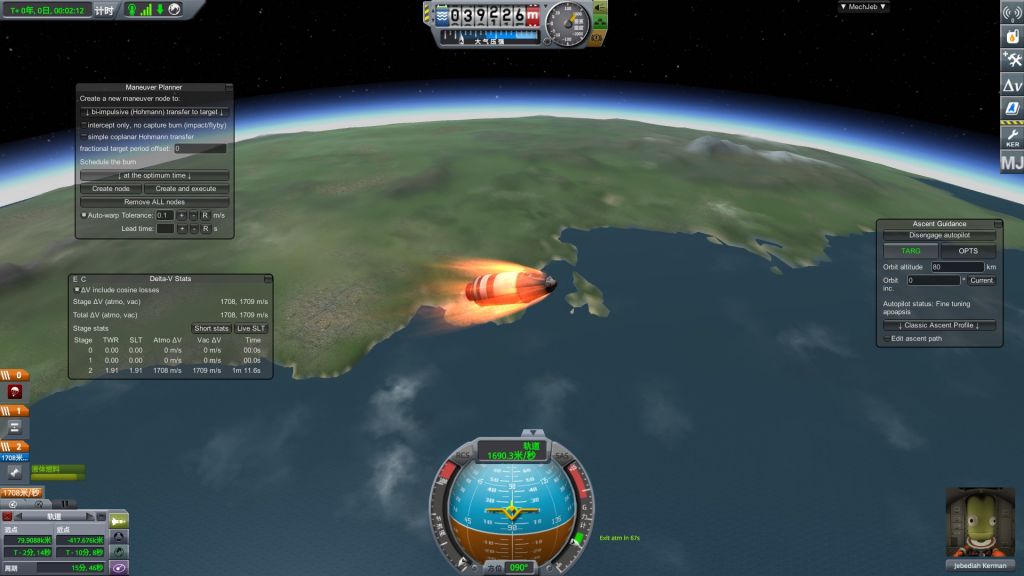 T+ 0年, 0日, 00:02:12 计时
039226 m
大气压强
▼ MechJeb ▼
Maneuver Planner
Create a new maneuver node to:
↓ bi-impulsive (Hohmann) transfer to target ↓
intercept only, no capture burn (impact/flyby)
simple coplanar Hohmann transfer
fractional target period offset: 0
Schedule the burn
↓ at the optimum time ↓
Create node Create and execute
Remove ALL nodes
Auto-warp Tolerance: 0.1 + - R m/s
Lead time: + - R s
E C Delta-V Stats
ΔV include cosine losses
Stage ΔV (atmo, vac) 1708, 1709 m/s
Total ΔV (atmo, vac) 1708, 1709 m/s
Stage stats Short stats Live SLT
Stage TWR SLT Atmo ΔV Vac ΔV Time
0 0.00 0.00 0 m/s 0 m/s 00.0s
1 0.00 0.00 0 m/s 0 m/s 00.0s
2 1.91 1.91 1708 m/s 1709 m/s 1m 11.6s
Δv
KER
MJ
Ascent Guidance
Disengage autopilot
TARG OPTS
Orbit altitude 80 km
Orbit inc. 0 ° Current
Autopilot status: Fine tuning
apoapsis
↓ Classic Ascent Profile ↓
Edit ascent path
0
1
2
1708米...
液体燃料
1708米/秒
轨道
远点 近点
79.9088k米 -417.676k米
T - 2分, 14秒 T - 10分, 8秒
周期 15分, 46秒
轨道
1690.3米/秒
RCS SAS
方位 090°
Exit atm in 67s
Jebediah Kerman